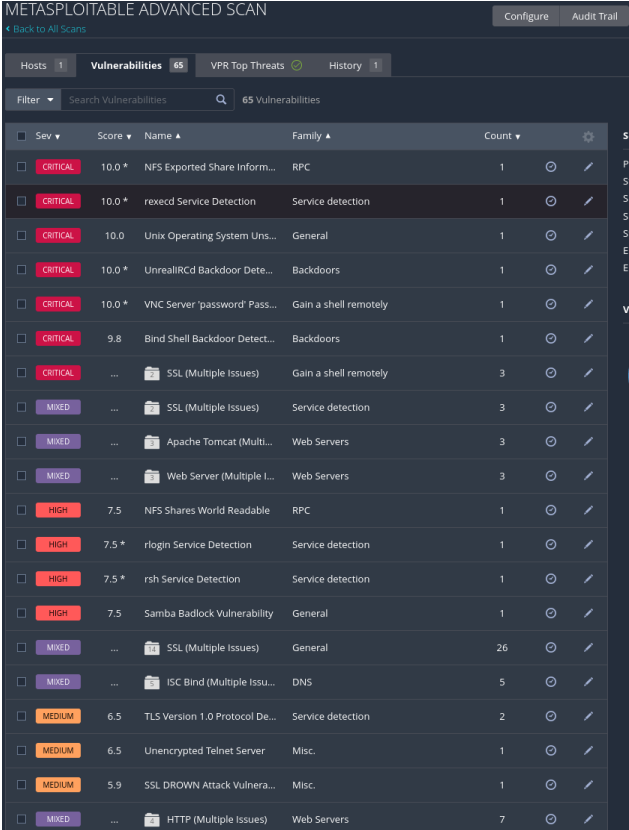 METASPLOITABLE ADVANCED SCAN
Configure Audit Trail
Back to All Scans
Hosts 1 Vulnerabilities 65 VPR Top Threats History 1
Filter Search Vulnerabilities 65 Vulnerabilities
Sev Score Name Family Count
CRITICAL 10.0 * NFS Exported Share Inform... RPC 1
CRITICAL 10.0 * rexecd Service Detection Service detection 1
CRITICAL 10.0 Unix Operating System Uns... General 1
CRITICAL 10.0 * UnrealIRCd Backdoor Dete... Backdoors 1
CRITICAL 10.0 * VNC Server 'password' Pass... Gain a shell remotely 1
CRITICAL 9.8 Bind Shell Backdoor Detect... Backdoors 1
CRITICAL ... 2 SSL (Multiple Issues) Gain a shell remotely 3
MIXED ... 2 SSL (Multiple Issues) Service detection 3
MIXED ... 3 Apache Tomcat (Multi... Web Servers 3
MIXED ... 3 Web Server (Multiple I... Web Servers 3
HIGH 7.5 NFS Shares World Readable RPC 1
HIGH 7.5 * rlogin Service Detection Service detection 1
HIGH 7.5 * rsh Service Detection Service detection 1
HIGH 7.5 Samba Badlock Vulnerability General 1
MIXED ... 14 SSL (Multiple Issues) General 26
MIXED ... 5 ISC Bind (Multiple Issu... DNS 5
MEDIUM 6.5 TLS Version 1.0 Protocol De... Service detection 2
MEDIUM 6.5 Unencrypted Telnet Server Misc. 1
MEDIUM 5.9 SSL DROWN Attack Vulnera... Misc. 1
MIXED ... 4 HTTP (Multiple Issues) Web Servers 7